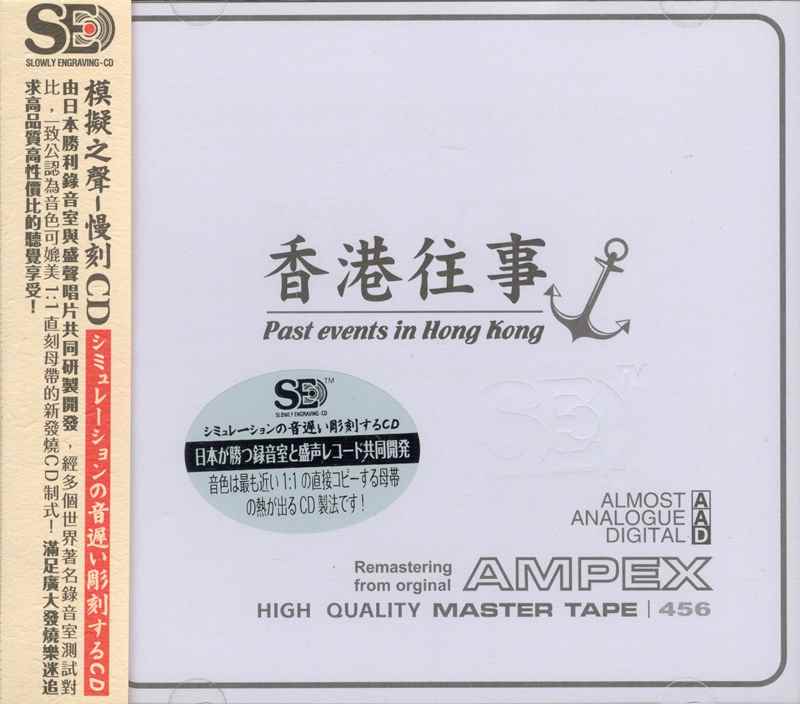 SED
SLOWLY ENGRAVING-CD
模擬之聲-慢刻CD シミュレーションの音遅い彫刻するCD
由日本勝利錄音室與盛聲唱片共同研製開發，經多個世界著名錄音室測試對
比，一致公認為音色可媲美1:1直刻母帶的新發燒CD制式！滿足廣大發燒樂迷追
求高品質高性價比的聽覺享受！
香港往事
Past events in Hong Kong
SED™
SLOWLY ENGRAVING-CD
シミュレーションの音遅い彫刻するCD
日本が勝つ録音室と盛声レコード共同開発
音色は最も近い1:1の直接コピーする母帯
の熱が出るCD製法です！
SED™
ALMOST A
ANALOGUE A
DIGITAL D
Remastering
from orginal AMPEX
HIGH QUALITY MASTER TAPE | 456